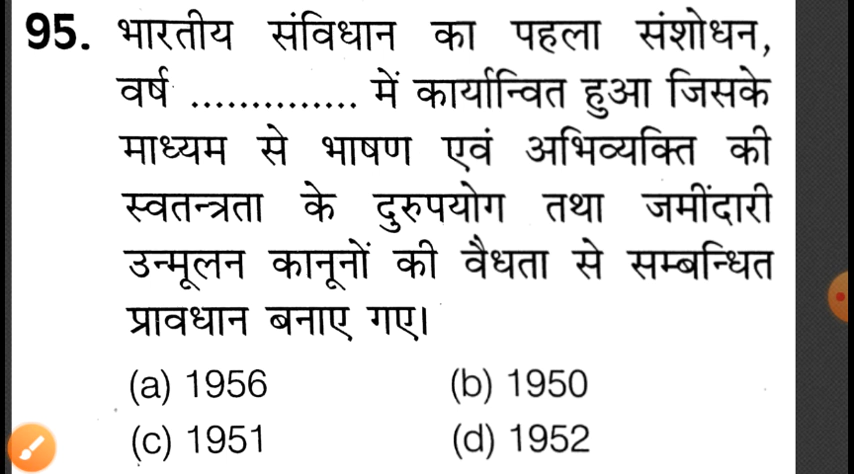 95. भारतीय संविधान का पहला संशोधन,
वर्ष .............. में कार्यान्वित हुआ जिसके
माध्यम से भाषण एवं अभिव्यक्ति की
स्वतन्त्रता के दुरुपयोग तथा जमींदारी
उन्मूलन कानूनों की वैधता से सम्बन्धित
प्रावधान बनाए गए।
(a) 1956 (b) 1950
(c) 1951 (d) 1952